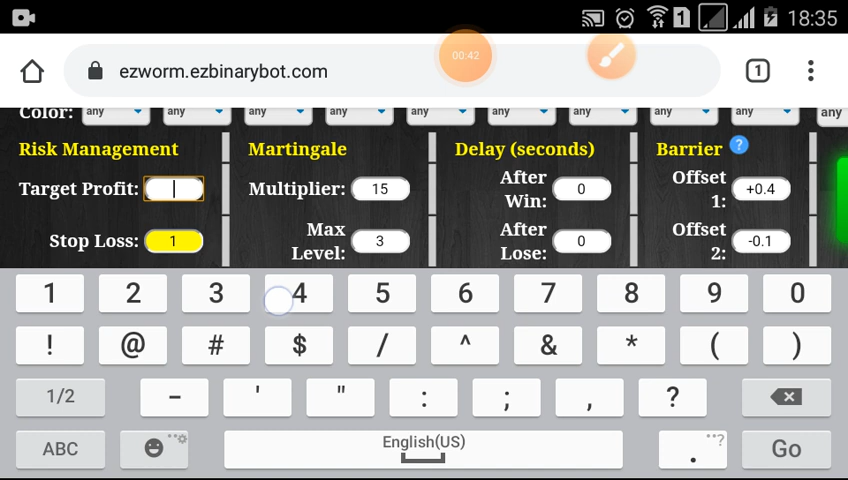 1 18:35
ezworm.ezbinarybot.com 00:42 1
Color: any any any any any any any any any any
Risk Management Martingale Delay (seconds) Barrier ?
Target Profit: Multiplier: 15 After Win: 0 Offset 1: +0.4
Stop Loss: 1 Max Level: 3 After Lose: 0 Offset 2: -0.1
1 2 3 4 5 6 7 8 9 0
! @ # $ / ^ & * ( )
1/2 - ' " : ; , ?
ABC English(US) . ? Go